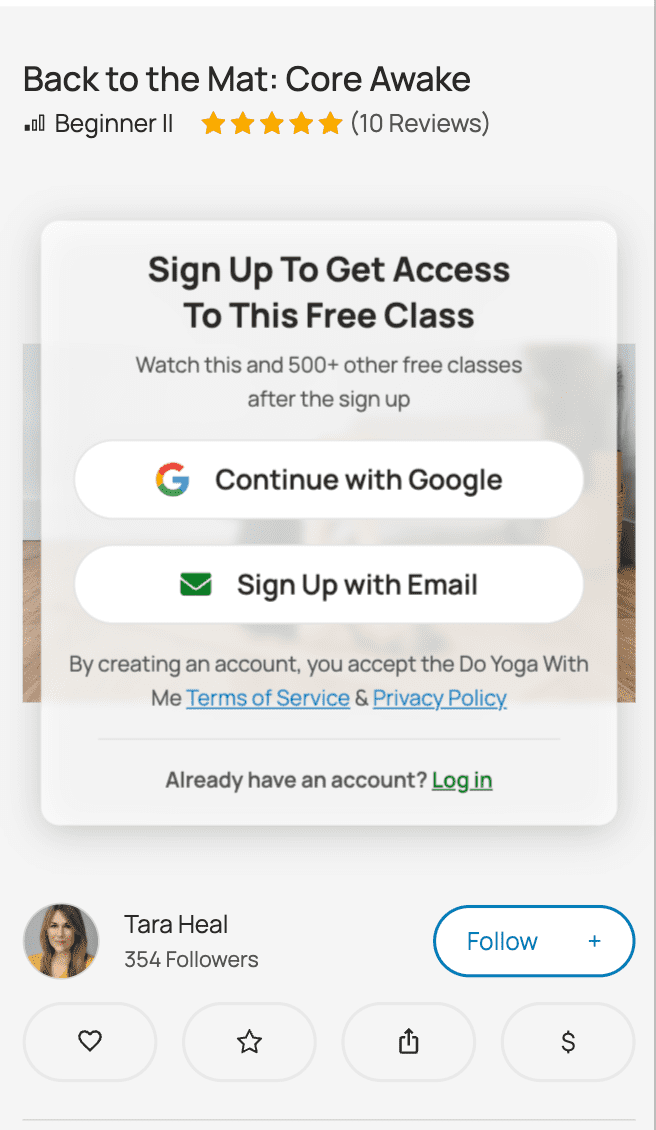 Back to the Mat: Core Awake
Beginner II (10 Reviews)
Sign Up To Get Access
To This Free Class
Watch this and 500+ other free classes
after the sign up
Continue with Google
Sign Up with Email
By creating an account, you accept the Do Yoga With
Me Terms of Service & Privacy Policy
Already have an account? Log in
Tara Heal
354 Followers
Follow +
$